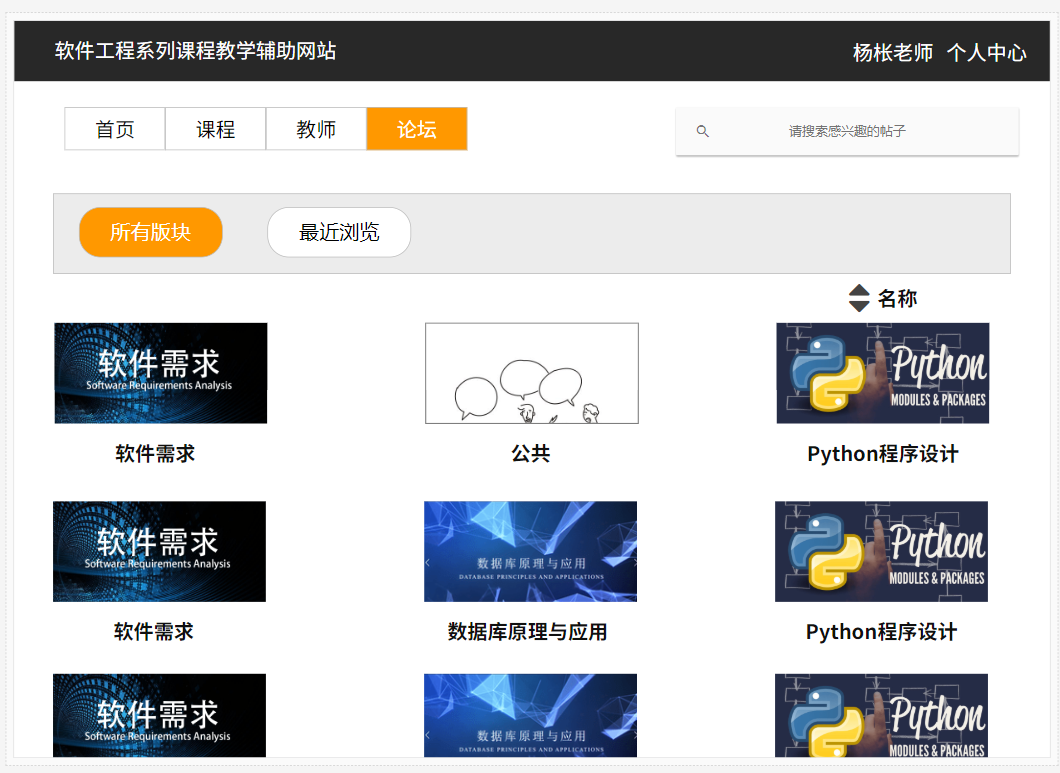 软件工程系列课程教学辅助网站
杨枨老师 个人中心
首页 课程 教师 论坛
请搜索感兴趣的帖子
所有版块 最近浏览
名称
软件需求
Software Requirements Analysis
Python
MODULES & PACKAGES
软件需求 公共 Python程序设计
软件需求
Software Requirements Analysis
数据库原理与应用
DATABASE PRINCIPLES AND APPLICATIONS
Python
MODULES & PACKAGES
软件需求 数据库原理与应用 Python程序设计
软件需求
Software Requirements Analysis
数据库原理与应用
DATABASE PRINCIPLES AND APPLICATIONS
Python
MODULES & PACKAGES